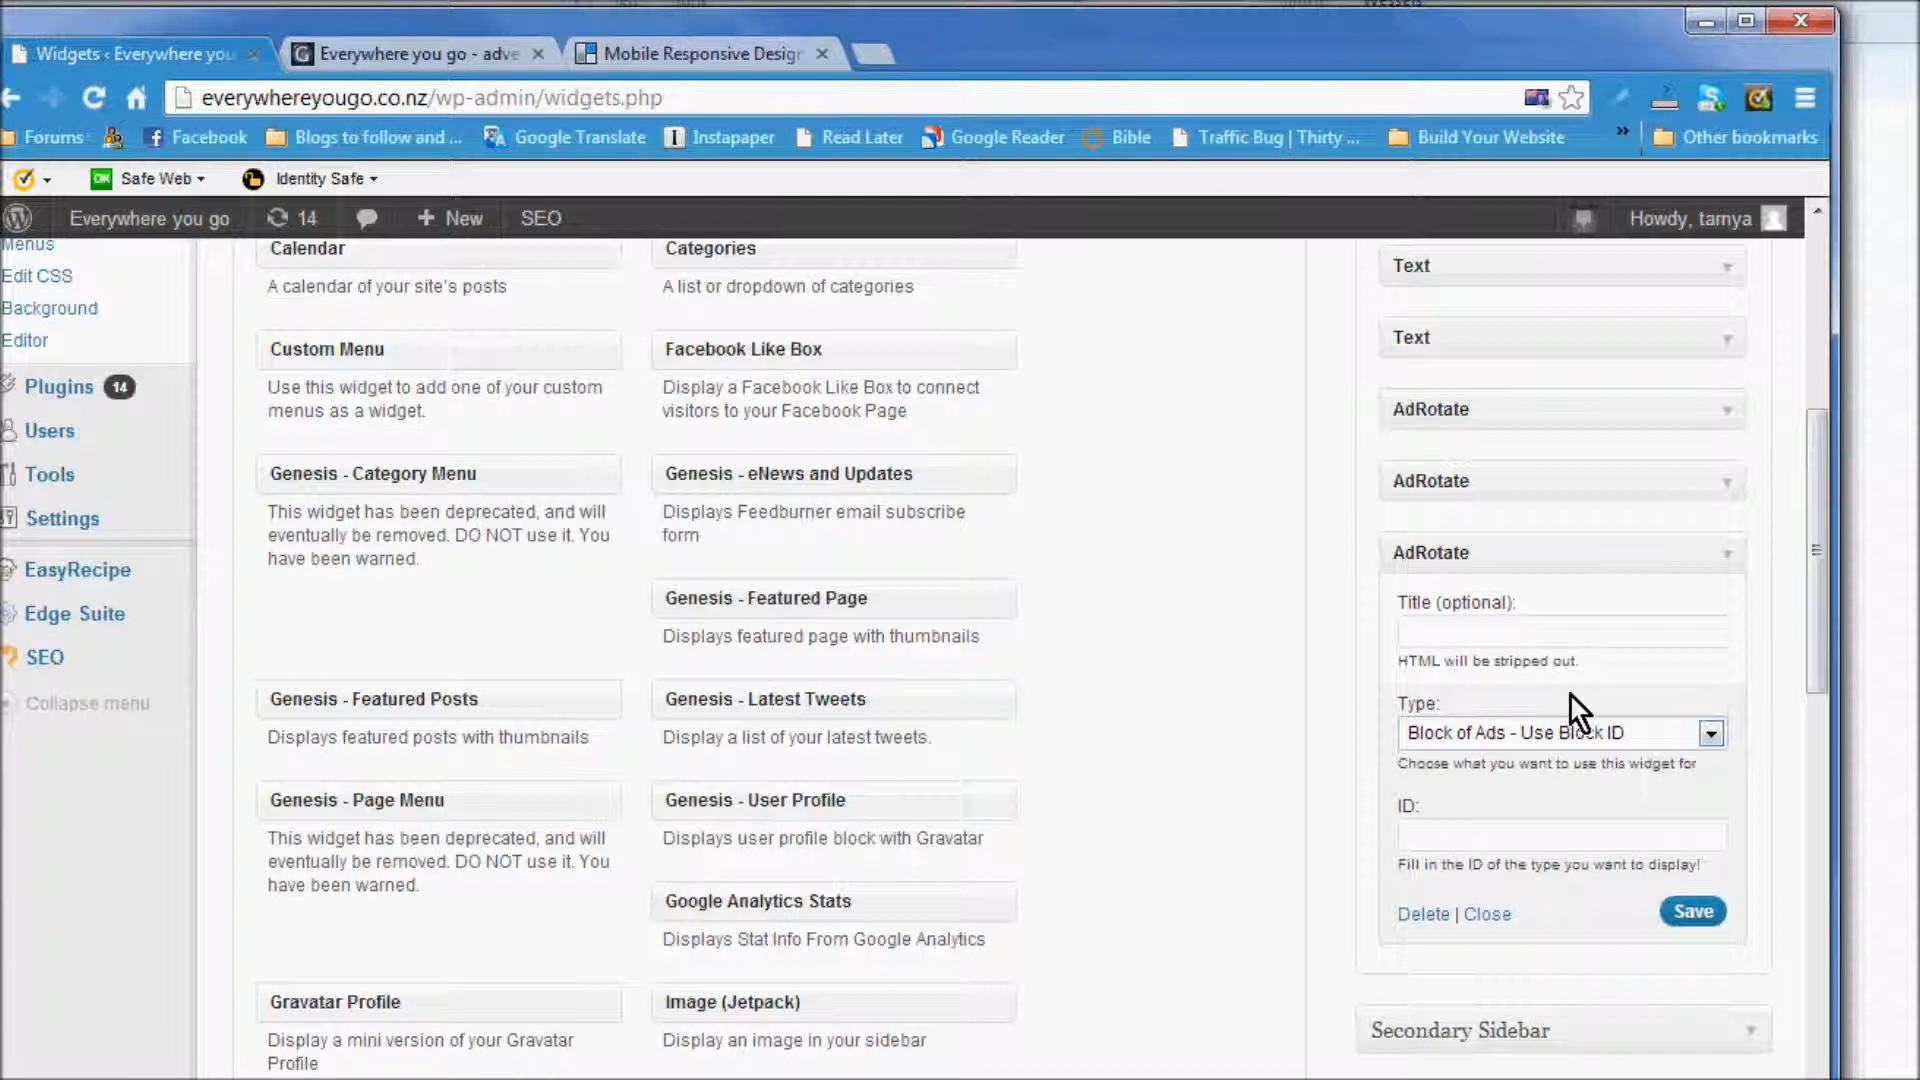 Widgets ‹ Everywhere you
Everywhere you go - adve
Mobile Responsive Design
everywhereyougo.co.nz/wp-admin/widgets.php
Forums
Facebook
Blogs to follow and ...
Google Translate
Instapaper
Read Later
Google Reader
Bible
Traffic Bug | Thirty ...
Build Your Website
»
Other bookmarks
OK Safe Web
Identity Safe
Everywhere you go
14
+ New
SEO
Howdy, tamya
Menus
Edit CSS
Background
Editor
Plugins 14
Users
Tools
Settings
EasyRecipe
Edge Suite
SEO
Collapse menu
Calendar
A calendar of your site's posts
Categories
A list or dropdown of categories
Custom Menu
Use this widget to add one of your custom
menus as a widget.
Facebook Like Box
Display a Facebook Like Box to connect
visitors to your Facebook Page
Genesis - Category Menu
This widget has been deprecated, and will
eventually be removed. DO NOT use it. You
have been warned.
Genesis - eNews and Updates
Displays Feedburner email subscribe
form
Genesis - Featured Page
Displays featured page with thumbnails
Genesis - Featured Posts
Displays featured posts with thumbnails
Genesis - Latest Tweets
Display a list of your latest tweets.
Genesis - Page Menu
This widget has been deprecated, and will
eventually be removed. DO NOT use it. You
have been warned.
Genesis - User Profile
Displays user profile block with Gravatar
Google Analytics Stats
Displays Stat Info From Google Analytics
Gravatar Profile
Display a mini version of your Gravatar
Profile
Image (Jetpack)
Display an image in your sidebar
Text
Text
AdRotate
AdRotate
AdRotate
Title (optional):
HTML will be stripped out.
Type:
Block of Ads - Use Block ID
Choose what you want to use this widget for
ID:
Fill in the ID of the type you want to display!
Delete | Close
Save
Secondary Sidebar